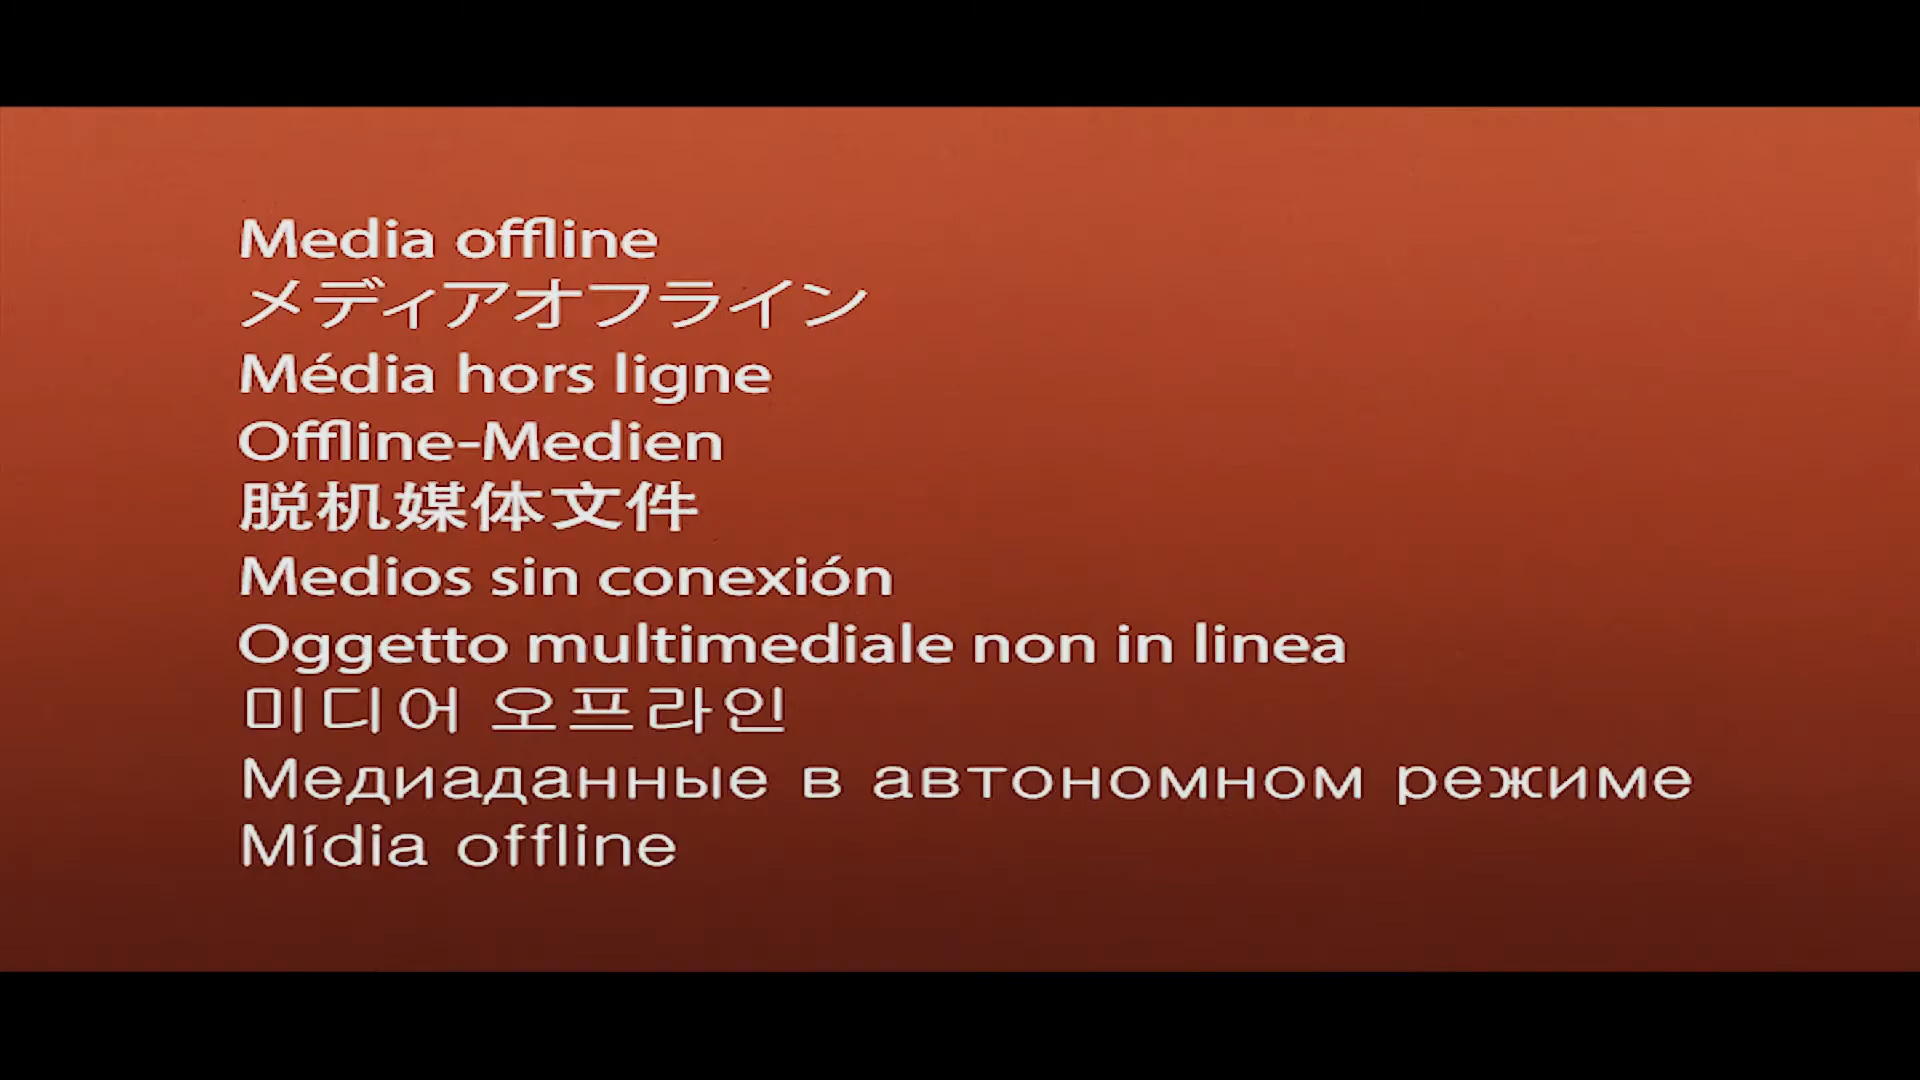 Media offline
メディアオフライン
Média hors ligne
Offline-Medien
脱机媒体文件
Medios sin conexión
Oggetto multimediale non in linea
미디어 오프라인
Медиаданные в автономном режиме
Mídia offline